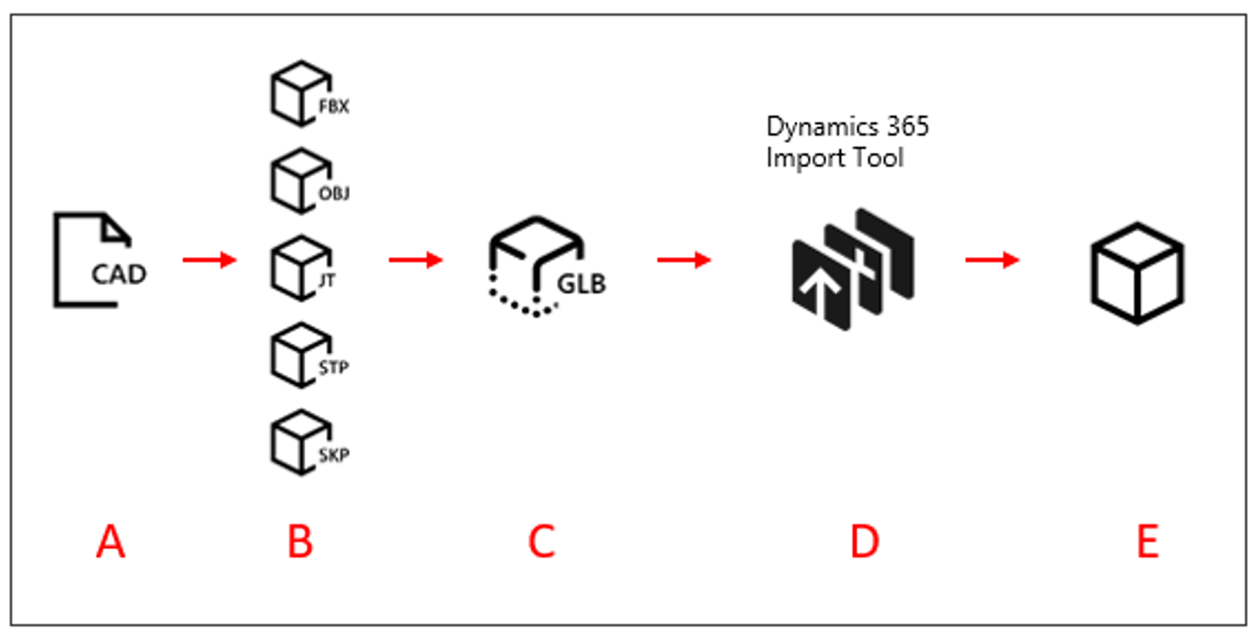 FBX
OBJ
Dynamics 365
Import Tool
CAD
JT
GLB
STP
SKP
A
B
C
D
E